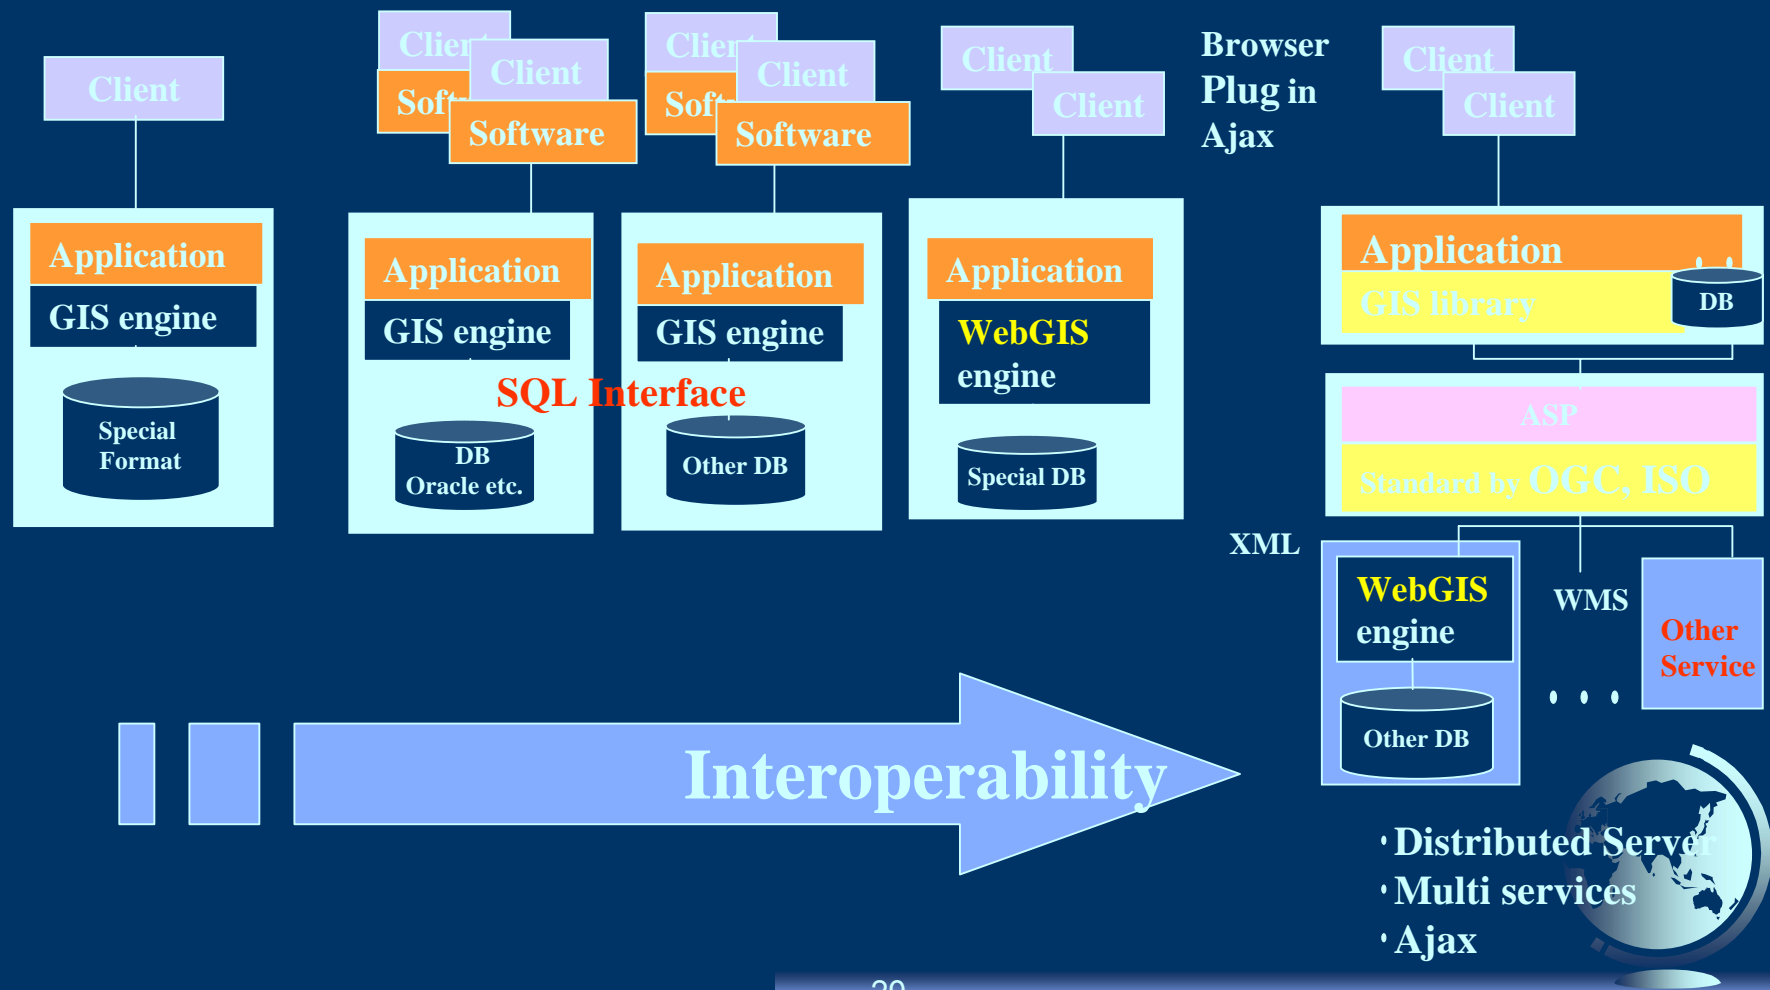 Client
Application
GIS engine
Special
Format
Client
Client
Software
Application
GIS engine
DB
Oracle etc.
Client
Client
Software
Application
GIS engine
Other DB
SQL Interface
Client
Client
Application
WebGIS
engine
Special DB
Browser
Plug in
Ajax
Client
Client
Application
GIS library
DB
ASP
Standard by OGC, ISO
XML
WebGIS
engine
Other DB
WMS
Other
Service
Interoperability
・Distributed Server
・Multi services
・Ajax